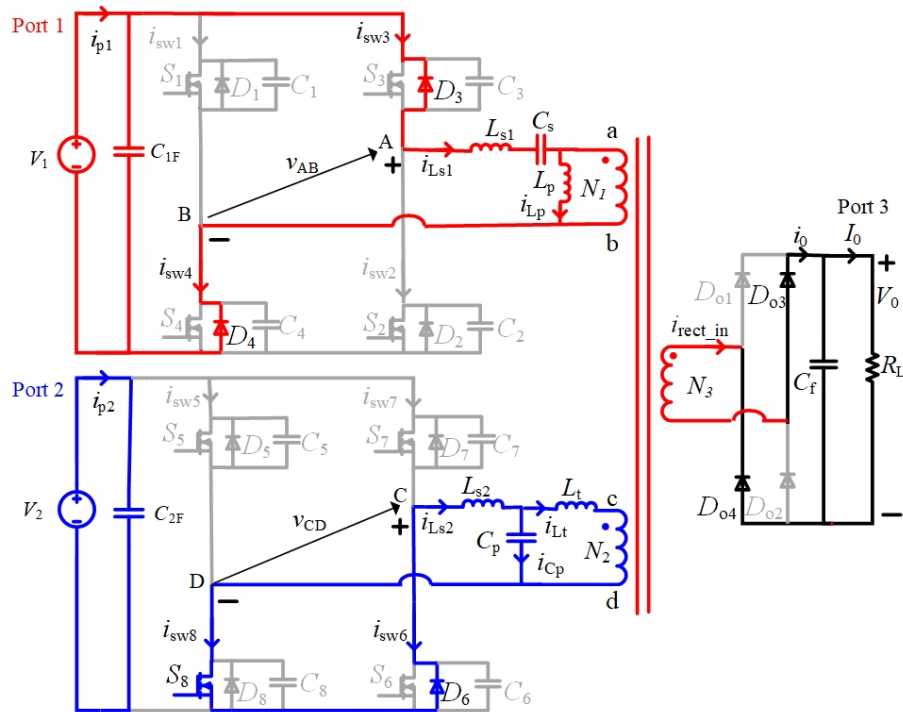 Port 1
i_p1
i_sw1
i_sw3
S_1
D_1
C_1
S_3
D_3
C_3
V_1
C_1F
A
+
v_AB
i_Ls1
L_s1
C_s
a
L_p
N_1
i_Lp
B
−
b
i_sw4
i_sw2
S_4
D_4
C_4
S_2
D_2
C_2
Port 3
i_0
I_0
+
D_o1
D_o3
V_0
i_rect_in
N_3
C_f
R_L
D_o4
D_o2
−
Port 2
i_p2
i_sw5
i_sw7
S_5
D_5
C_5
S_7
D_7
C_7
V_2
C_2F
C
+
v_CD
i_Ls2
L_s2
L_t
c
i_Lt
C_p
N_2
i_Cp
D
−
d
i_sw8
i_sw6
S_8
D_8
C_8
S_6
D_6
C_6